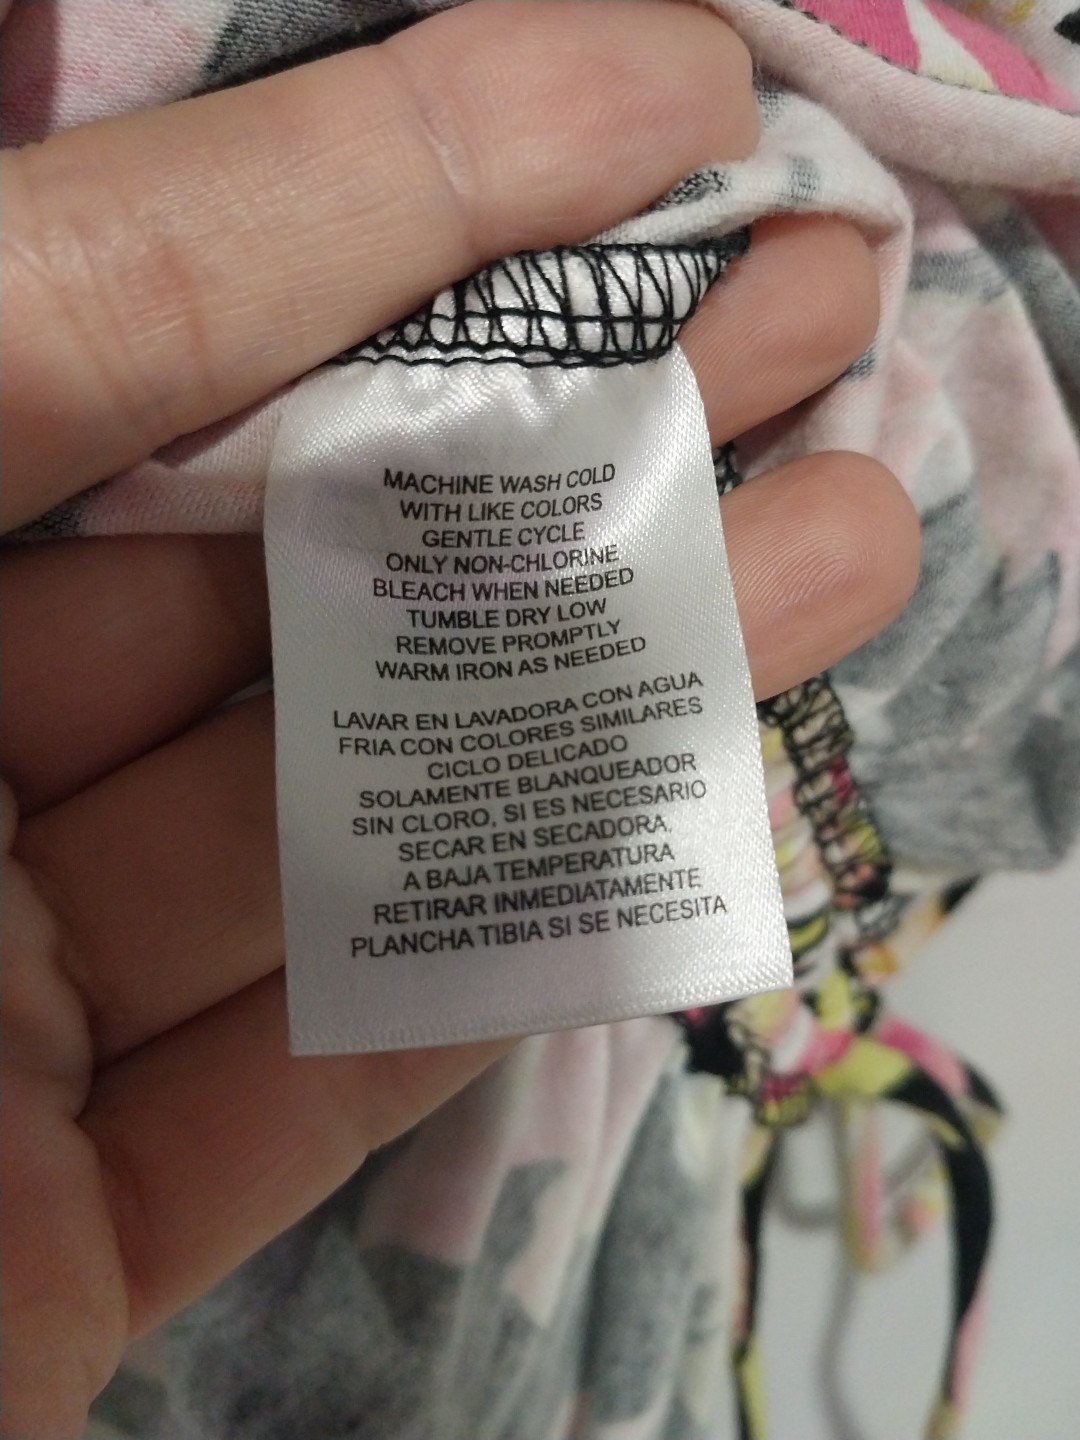 MACHINE WASH COLD
WITH LIKE COLORS
GENTLE CYCLE
ONLY NON-CHLORINE
BLEACH WHEN NEEDED
TUMBLE DRY LOW
REMOVE PROMPTLY
WARM IRON AS NEEDED
LAVAR EN LAVADORA CON AGUA
FRIA CON COLORES SIMILARES
CICLO DELICADO
SOLAMENTE BLANQUEADOR
SIN CLORO, SI ES NECESARIO
SECAR EN SECADORA,
A BAJA TEMPERATURA
RETIRAR INMEDIATAMENTE
PLANCHA TIBIA SI SE NECESITA